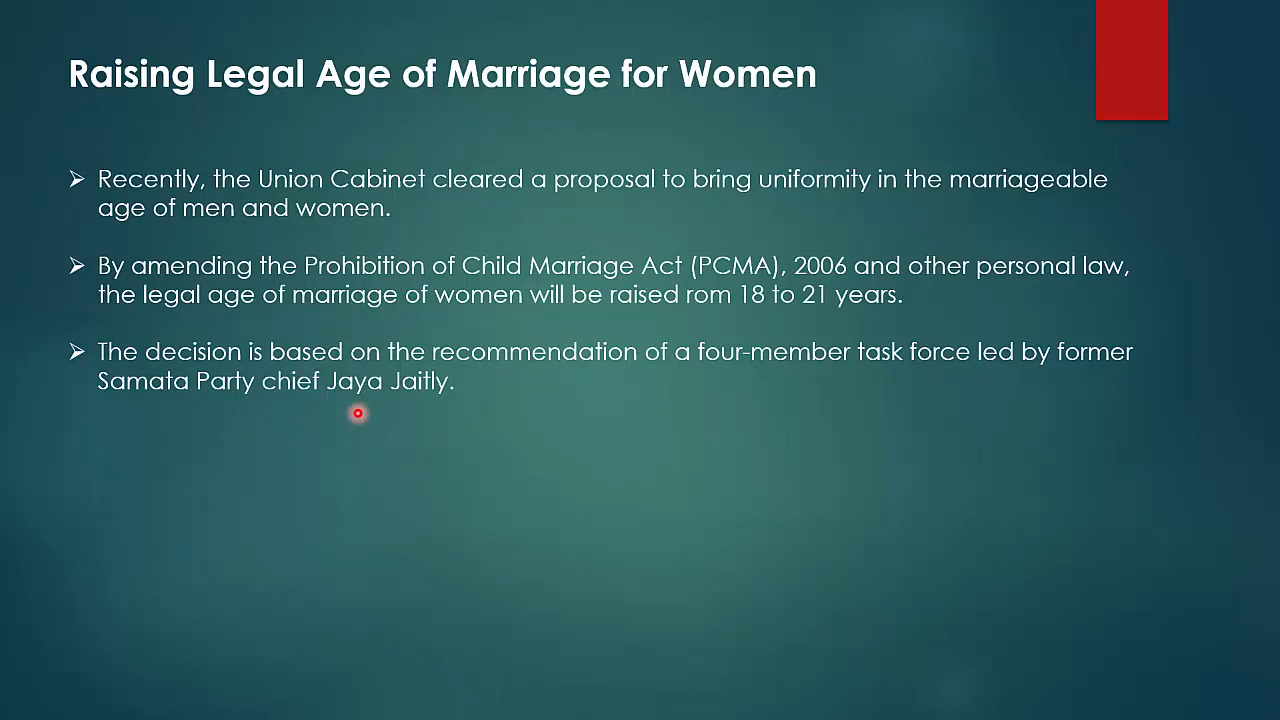 Raising Legal Age of Marriage for Women
Recently, the Union Cabinet cleared a proposal to bring uniformity in the marriageable
age of men and women.
By amending the Prohibition of Child Marriage Act (PCMA), 2006 and other personal law,
the legal age of marriage of women will be raised rom 18 to 21 years.
The decision is based on the recommendation of a four-member task force led by former
Samata Party chief Jaya Jaitly.